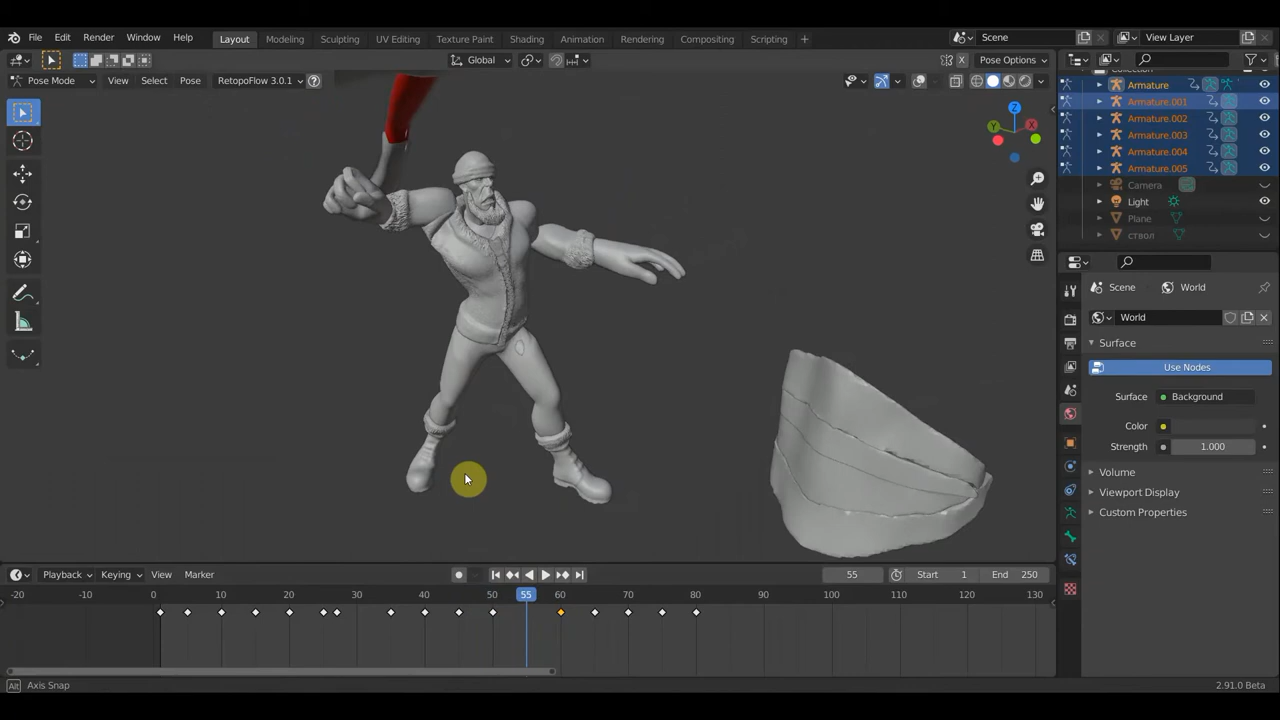 File Edit Render Window Help
Layout Modeling Sculpting UV Editing Texture Paint Shading Animation Rendering Compositing Scripting +
Scene
View Layer
Global
X
Pose Options
Pose Mode View Select Pose RetopoFlow 3.0.1
Z
Y
X
Armature
Armature.001
Armature.002
Armature.003
Armature.004
Armature.005
Camera
Light
Plane
ствол
Scene World
World
Surface
Use Nodes
Surface Background
Color
Strength 1.000
Volume
Viewport Display
Custom Properties
Playback Keying View Marker
55 Start 1 End 250
-20 -10 0 10 20 30 40 50 55 60 70 80 90 100 110 120 130
Alt Axis Snap
2.91.0 Beta